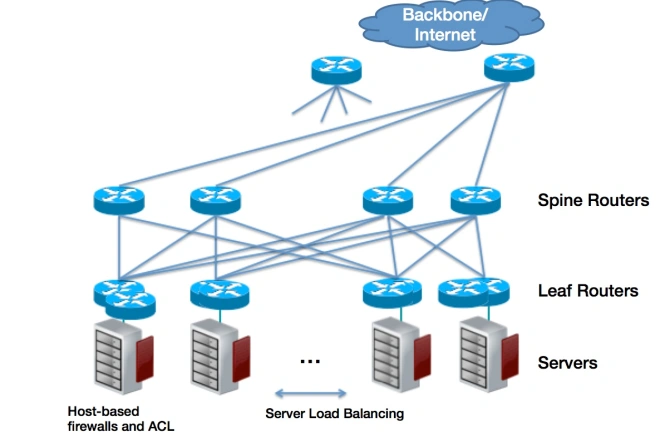 Backbone/
Internet
Spine Routers
Leaf Routers
Servers
...
Host-based
firewalls and ACL
Server Load Balancing